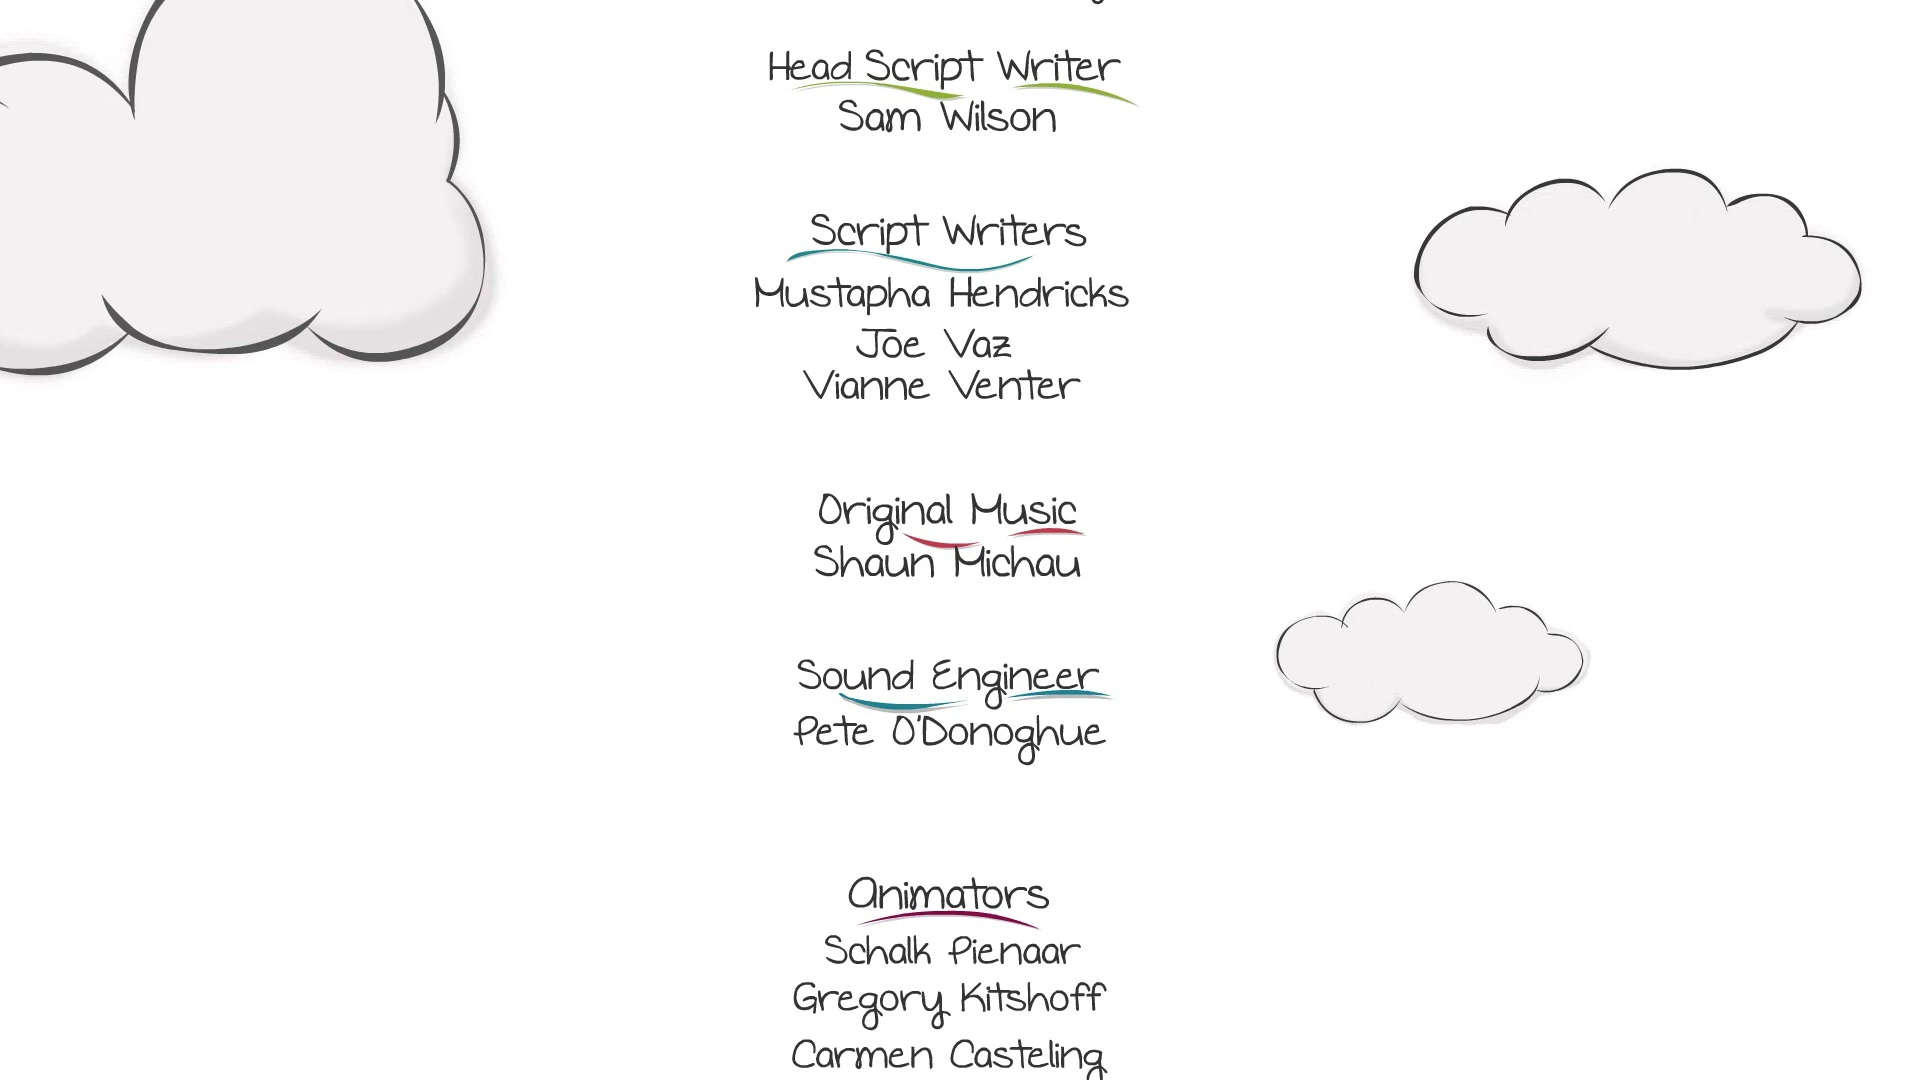 Head Script Writer
Sam Wilson
Script Writers
Mustapha Hendricks
Joe Vaz
Vianne Venter
Original Music
Shaun Michau
Sound Engineer
Pete O'Donoghue
Animators
Schalk Pienaar
Gregory Kitshoff
Carmen Casteling